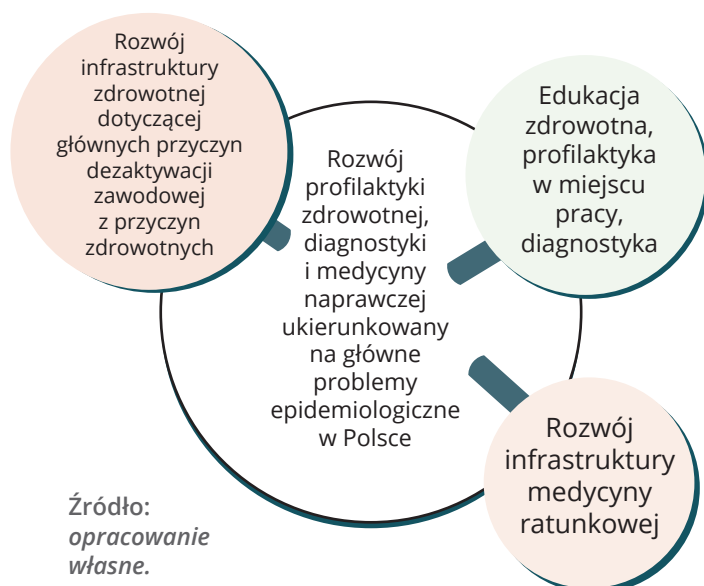 Rozwój
infrastruktury
zdrowotnej
dotyczącej
głównych przyczyn
dezaktywacji
zawodowej
z przyczyn
zdrowotnych
Rozwój
profilaktyki
zdrowotnej,
diagnostyki
i medycyny
naprawczej
ukierunkowany
na główne
problemy
epidemiologiczne
w Polsce
Edukacja
zdrowotna,
profilaktyka
w miejscu
pracy,
diagnostyka
Rozwój
infrastruktury
medycyny
ratunkowej
Źródło:
opracowanie
własne.